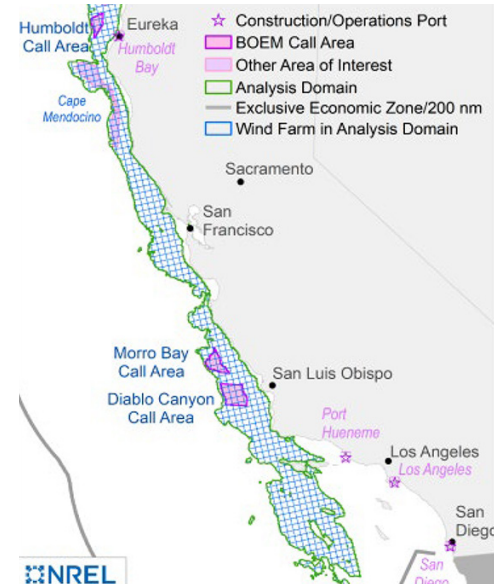 Humboldt
Call Area
Eureka
Humboldt
Bay
Cape
Mendocino
Construction/Operations Port
BOEM Call Area
Other Area of Interest
Analysis Domain
Exclusive Economic Zone/200 nm
Wind Farm in Analysis Domain
Sacramento
San
Francisco
Morro Bay
Call Area
Diablo Canyon
Call Area
San Luis Obispo
Port
Hueneme
Los Angeles
Los Angeles
San
Diego
San
Diego
NREL